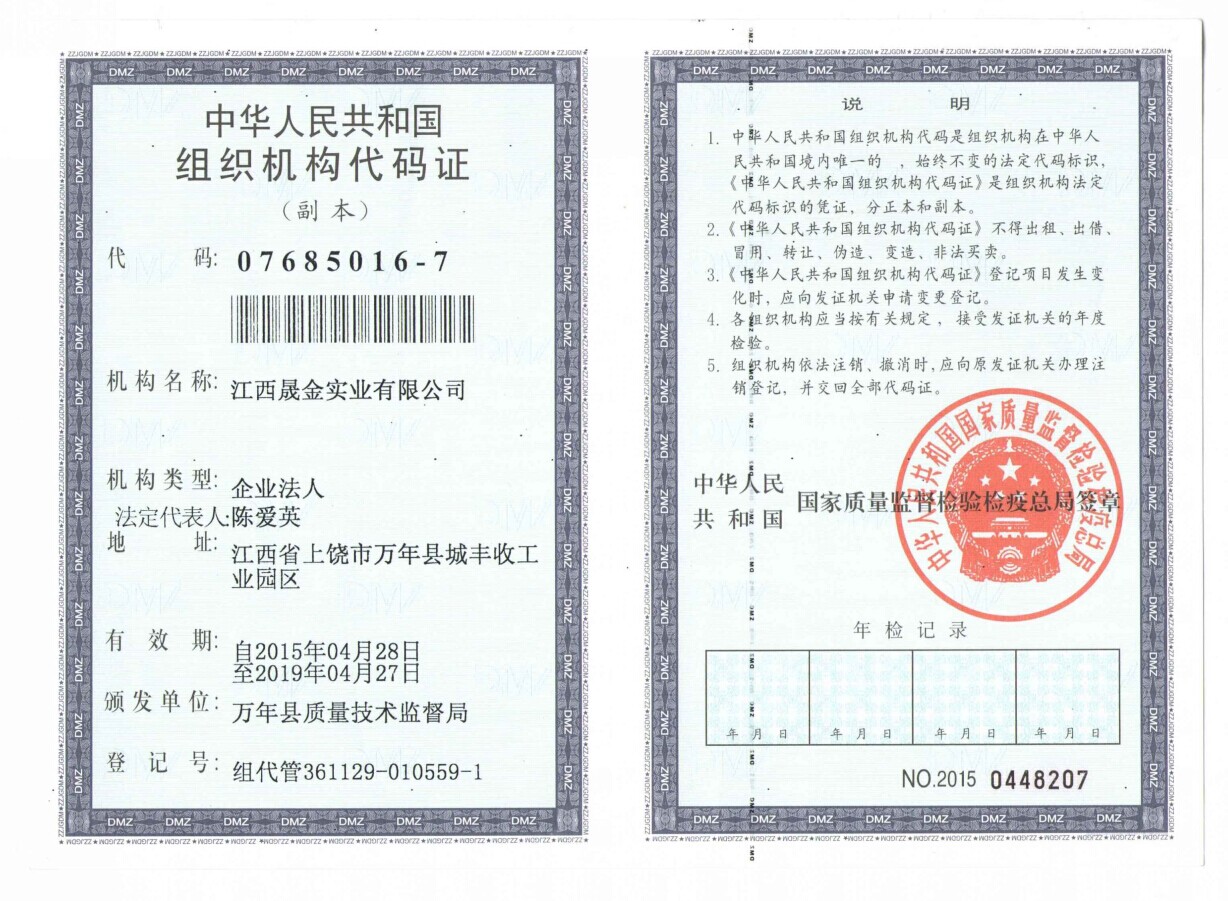 中华人民共和国
组织机构代码证
（副本）
代 码: 07685016-7
机构名称: 江西晟金实业有限公司
机构类型: 企业法人
法定代表人:陈爱英
地 址: 江西省上饶市万年县城丰收工
业园区
有 效 期: 自2015年04月28日
至2019年04月27日
颁发单位: 万年县质量技术监督局
登 记 号: 组代管361129-010559-1
说 明
1. 中华人民共和国组织机构代码是组织机构在中华人
民共和国境内唯一的 ，始终不变的法定代码标识，
《中华人民共和国组织机构代码证》是组织机构法定
代码标识的凭证，分正本和副本。
2.《中华人民共和国组织机构代码证》不得出租、出借、
冒用、转让、伪造、变造、非法买卖。
3.《中华人民共和国组织机构代码证》登记项目发生变
化时，应向发证机关申请变更登记。
4. 各组织机构应当按有关规定，接受发证机关的年度
检验。
5. 组织机构依法注销、撤消时，应向原发证机关办理注
销登记，并交回全部代码证。
中华人民
共和国
国家质量监督检验检疫总局签章
中华人民共和国国家质量监督检验检疫总局
年检记录
年 月 日 年 月 日 年 月 日 年 月 日
NO.2015 0448207